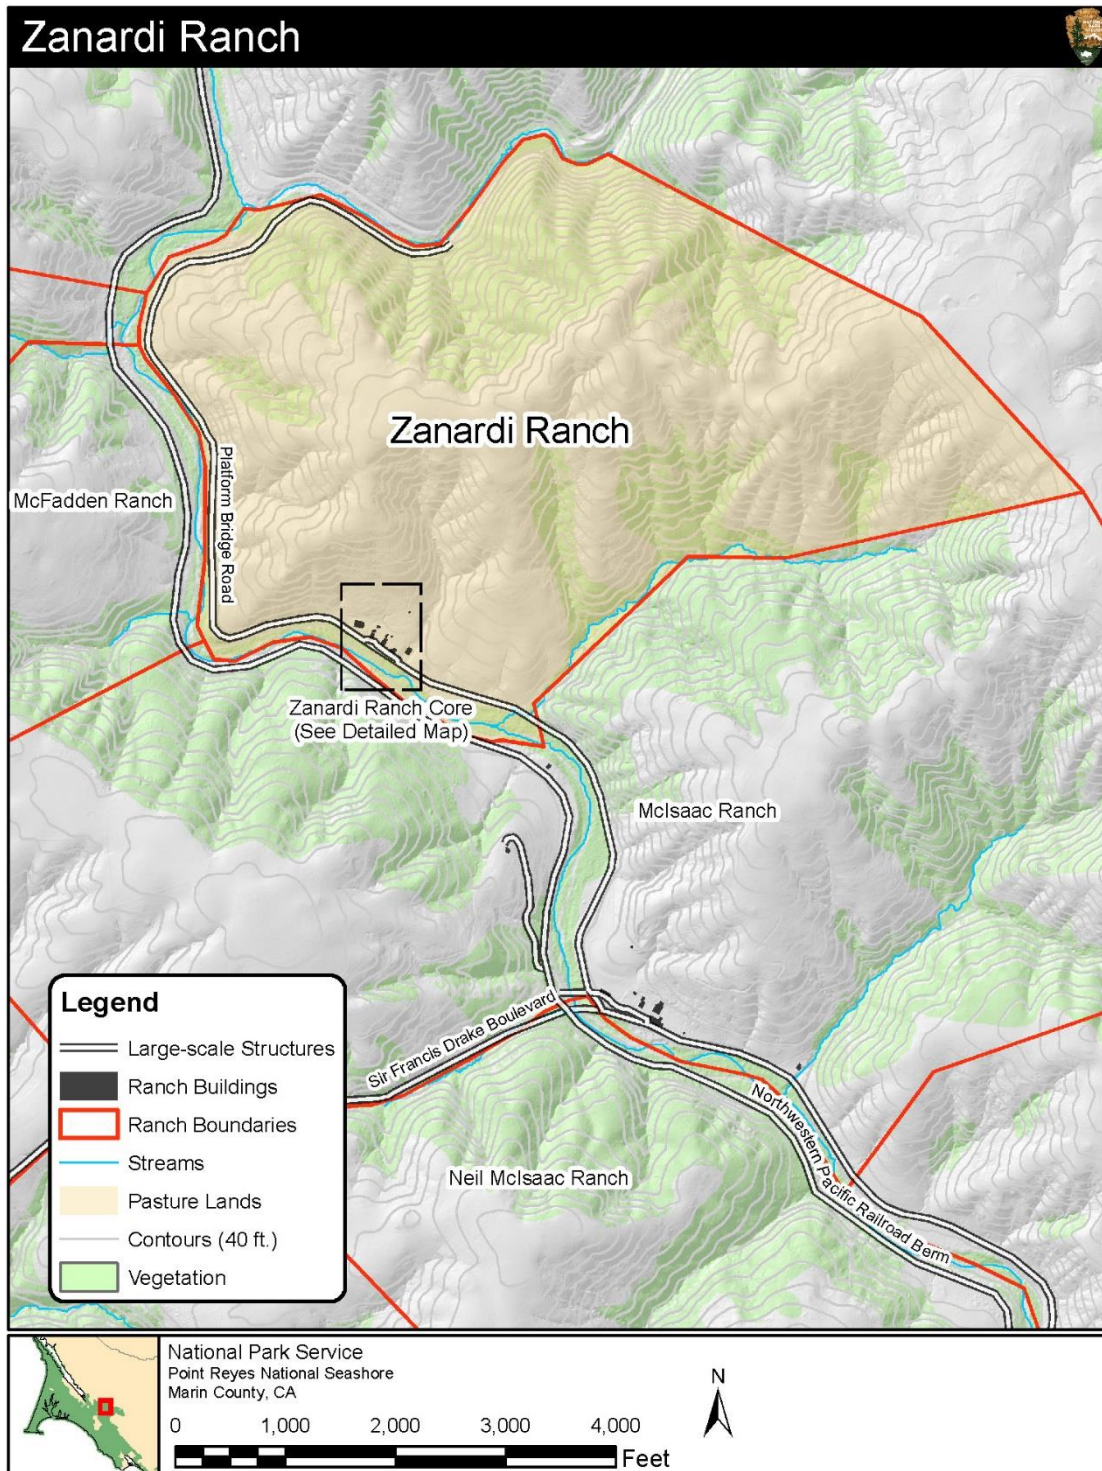 Zanardi Ranch
Zanardi Ranch
McFadden Ranch
Platform Bridge Road
Zanardi Ranch Core
(See Detailed Map)
McIsaac Ranch
Sir Francis Drake Boulevard
Northwestern Pacific Railroad Berm
Neil McIsaac Ranch
Legend
Large-scale Structures
Ranch Buildings
Ranch Boundaries
Streams
Pasture Lands
Contours (40 ft.)
Vegetation
National Park Service
Point Reyes National Seashore
Marin County, CA
N
0 1,000 2,000 3,000 4,000
Feet